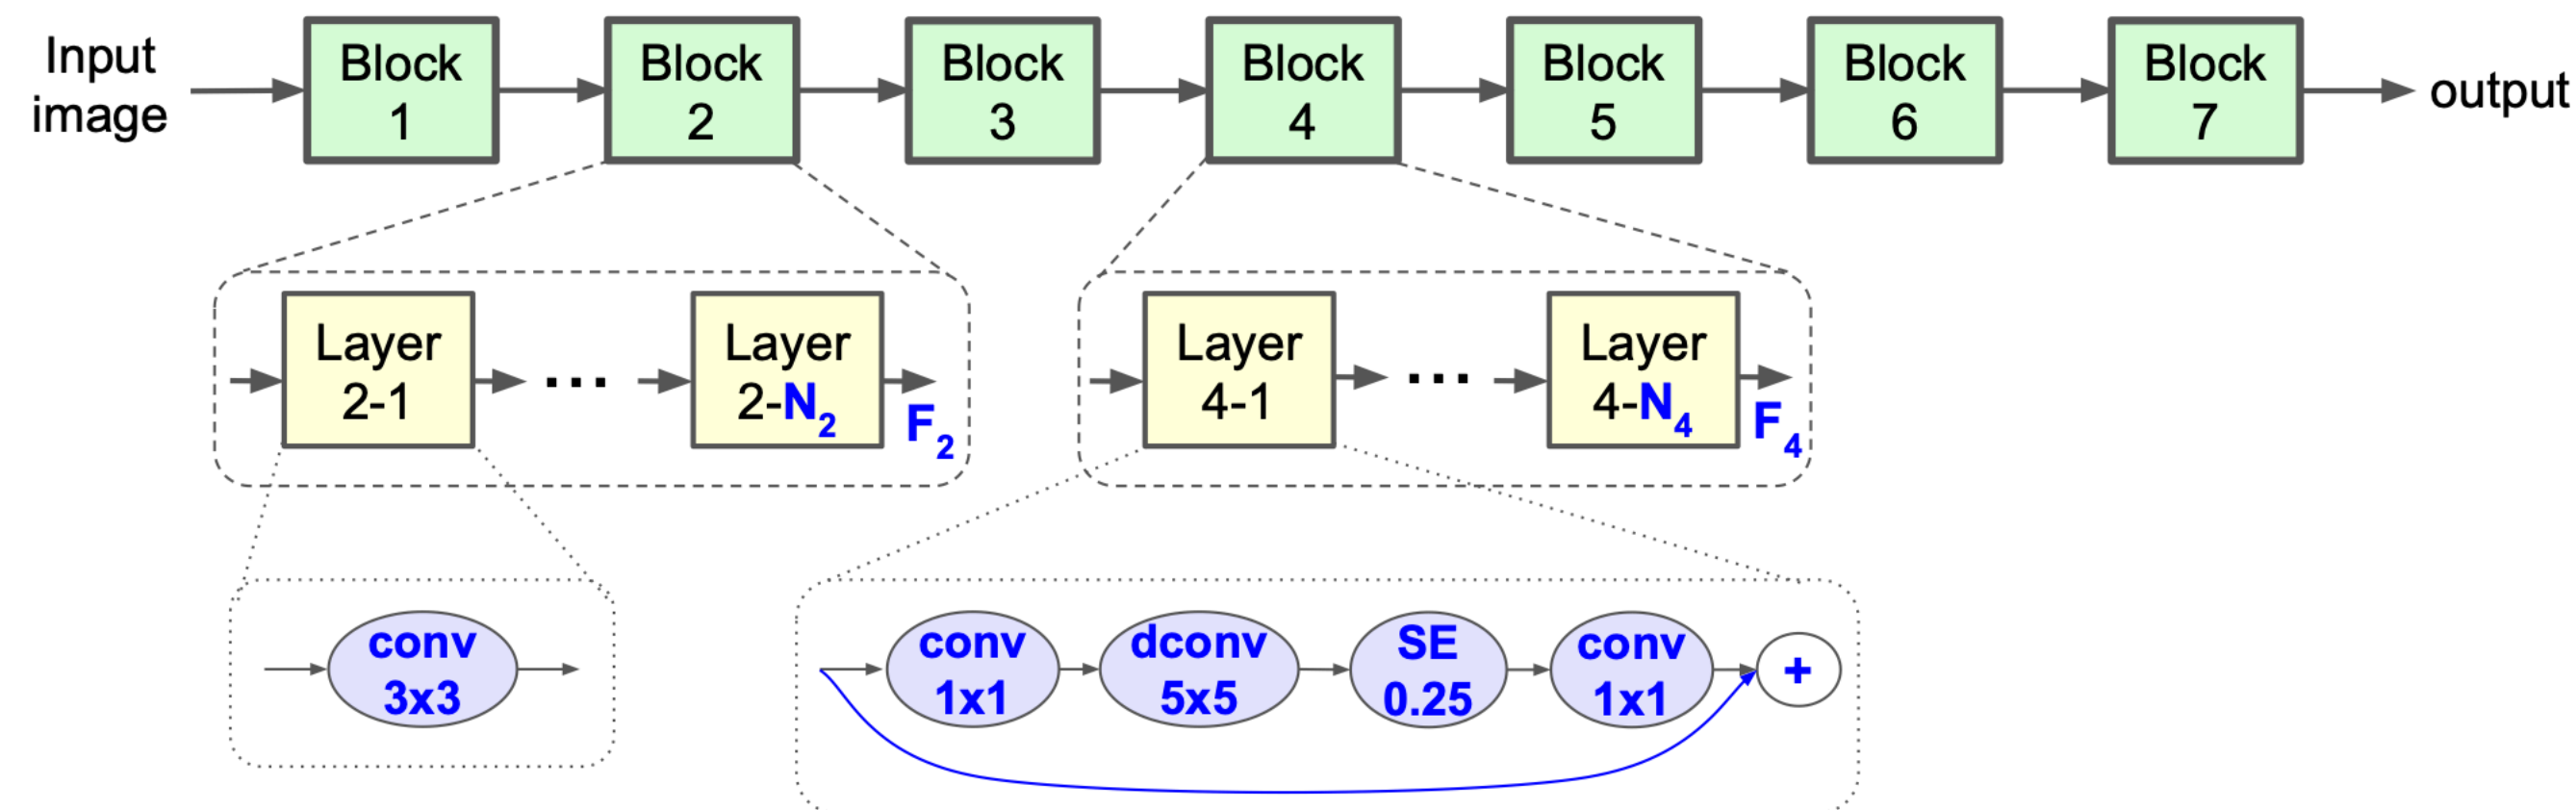 Input
image
Block
1
Block
2
Block
3
Block
4
Block
5
Block
6
Block
7
output
Layer
2-1
...
Layer
2-N2
F2
Layer
4-1
...
Layer
4-N4
F4
conv
3x3
conv
1x1
dconv
5x5
SE
0.25
conv
1x1
+